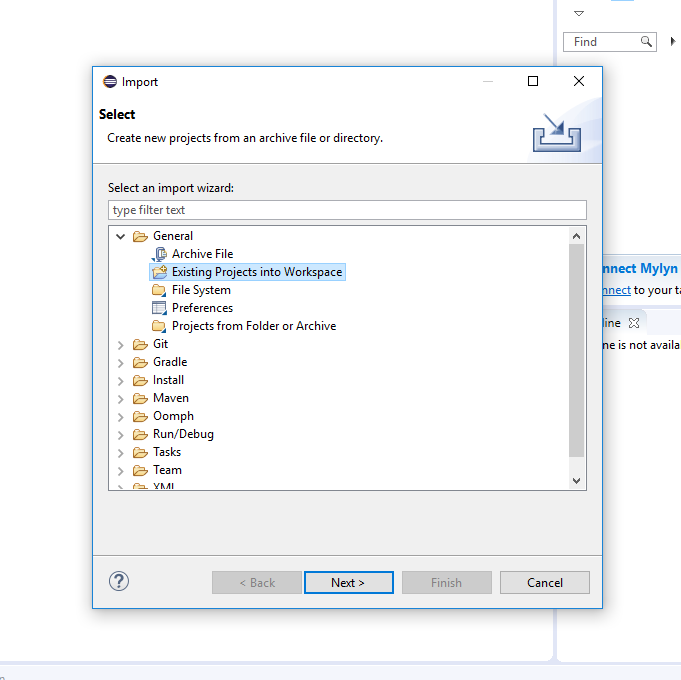 Find
Import
Select
Create new projects from an archive file or directory.
Select an import wizard:
type filter text
General
Archive File
Existing Projects into Workspace
File System
Preferences
Projects from Folder or Archive
Git
Gradle
Install
Maven
Oomph
Run/Debug
Tasks
Team
XML
nnect Mylyn
nnect to your ta
line
ne is not availa
?
< Back
Next >
Finish
Cancel